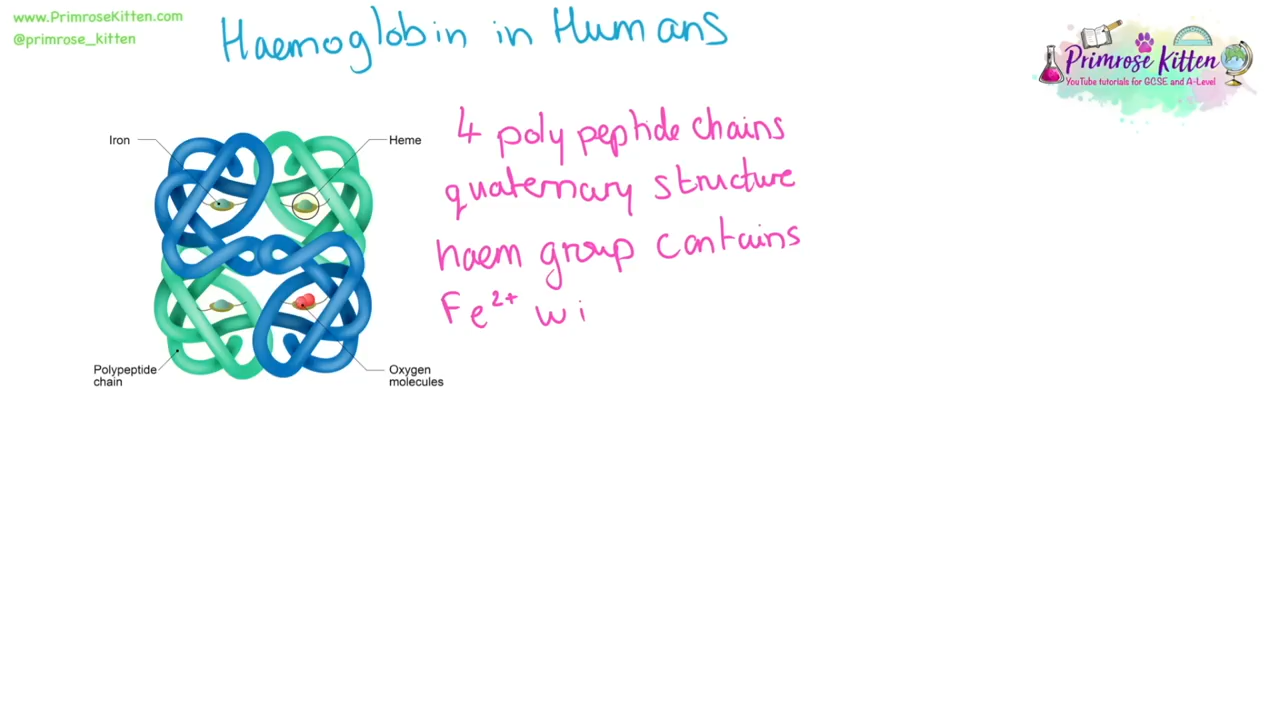 www.PrimroseKitten.com
@primrose_kitten
Haemoglobin in Humans
Primrose Kitten
YouTube tutorials for GCSE and A-Level
Iron
Heme
4 polypeptide chains
quaternary structure
haem group contains
Fe²⁺ wi
Polypeptide
chain
Oxygen
molecules